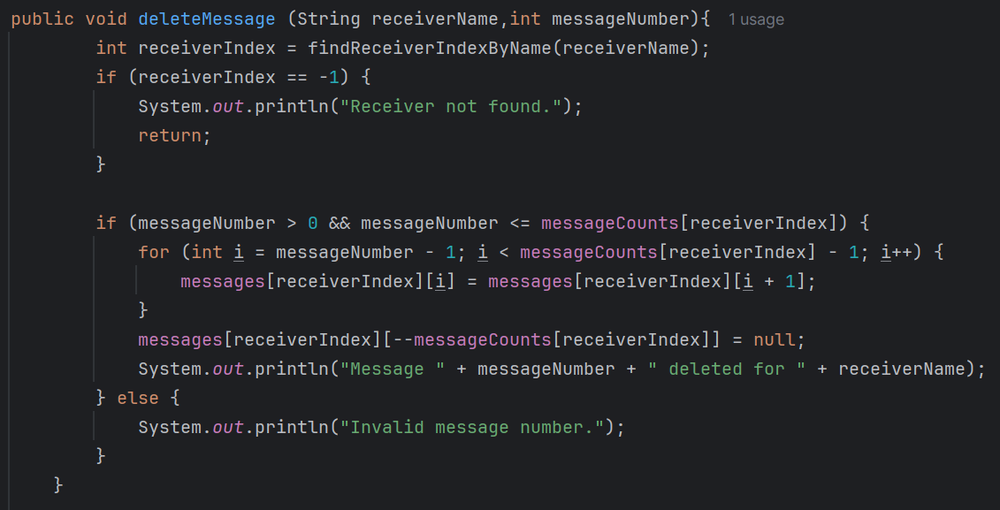 public void deleteMessage (String receiverName,int messageNumber){ 1 usage
int receiverIndex = findReceiverIndexByName(receiverName);
if (receiverIndex == -1) {
System.out.println("Receiver not found.");
return;
}
if (messageNumber > 0 && messageNumber <= messageCounts[receiverIndex]) {
for (int i = messageNumber - 1; i < messageCounts[receiverIndex] - 1; i++) {
messages[receiverIndex][i] = messages[receiverIndex][i + 1];
}
messages[receiverIndex][--messageCounts[receiverIndex]] = null;
System.out.println("Message " + messageNumber + " deleted for " + receiverName);
} else {
System.out.println("Invalid message number.");
}
}